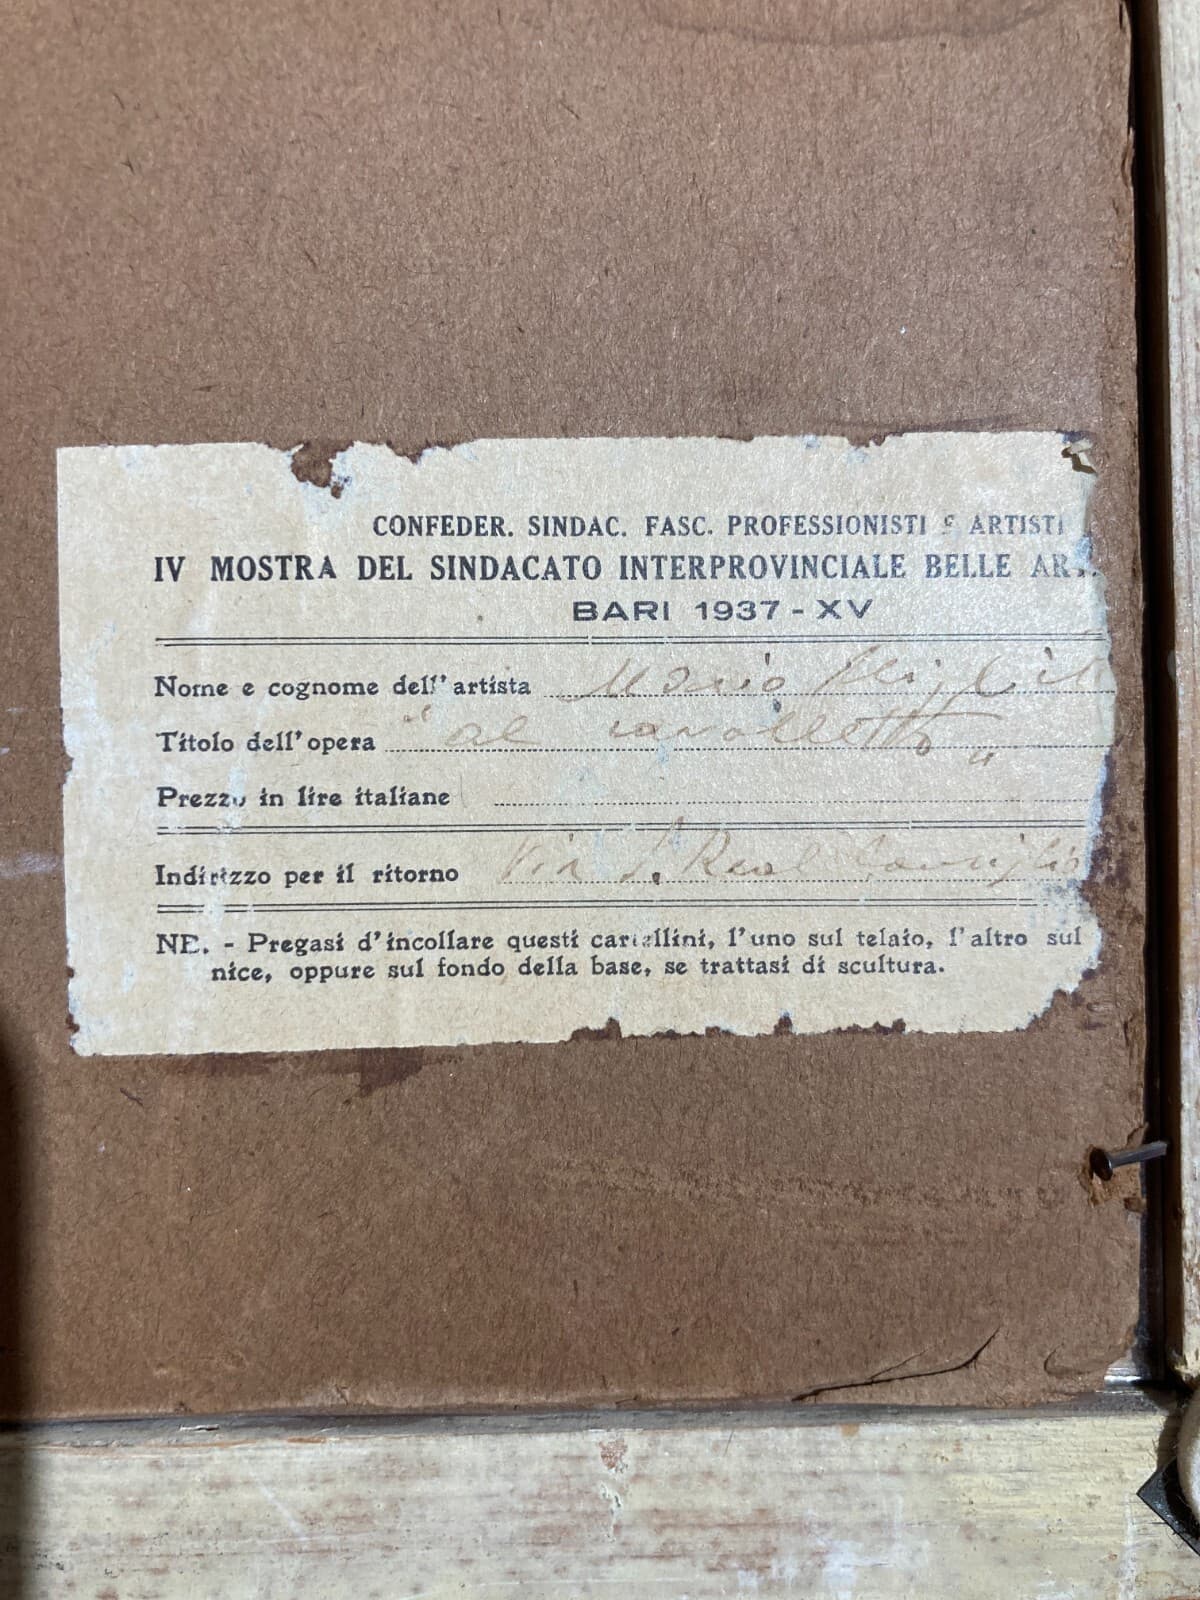 CONFEDER. SINDAC. FASC. PROFESSIONISTI E ARTISTI
IV MOSTRA DEL SINDACATO INTERPROVINCIALE BELLE AR
BARI 1937 - XV
Nome e cognome dell' artista Mario
Titolo dell' opera "al cavalletto"
Prezzo in lire italiane
Indirizzo per il ritorno Via S.
NB. - Pregasi d' incollare questi cartellini, l' uno sul telaio, l' altro sul
nice, oppure sul fondo della base, se trattasi di scultura.